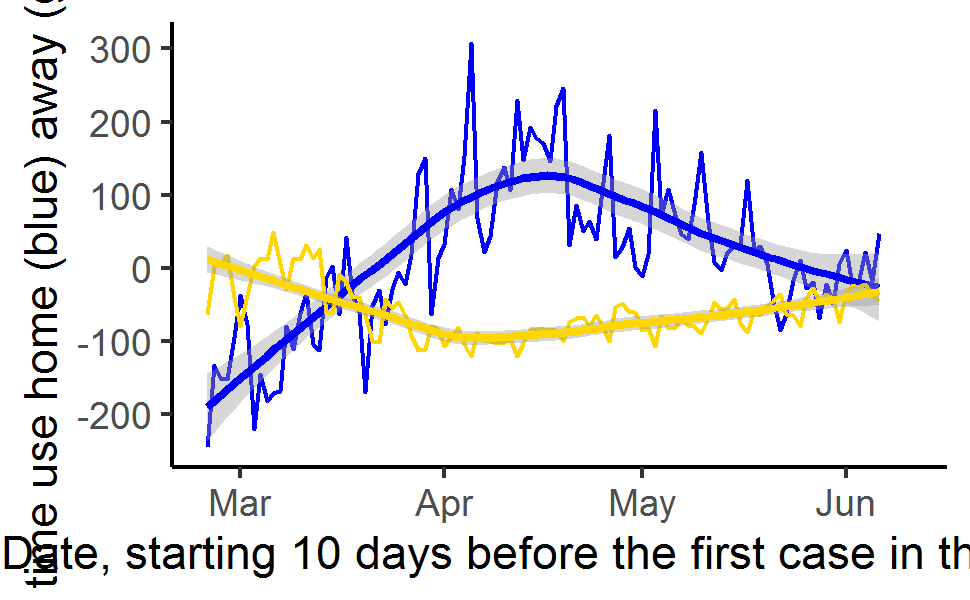 time use home (blue) away (
300
200
100
0
-100
-200
Mar Apr May Jun
Date, starting 10 days before the first case in th